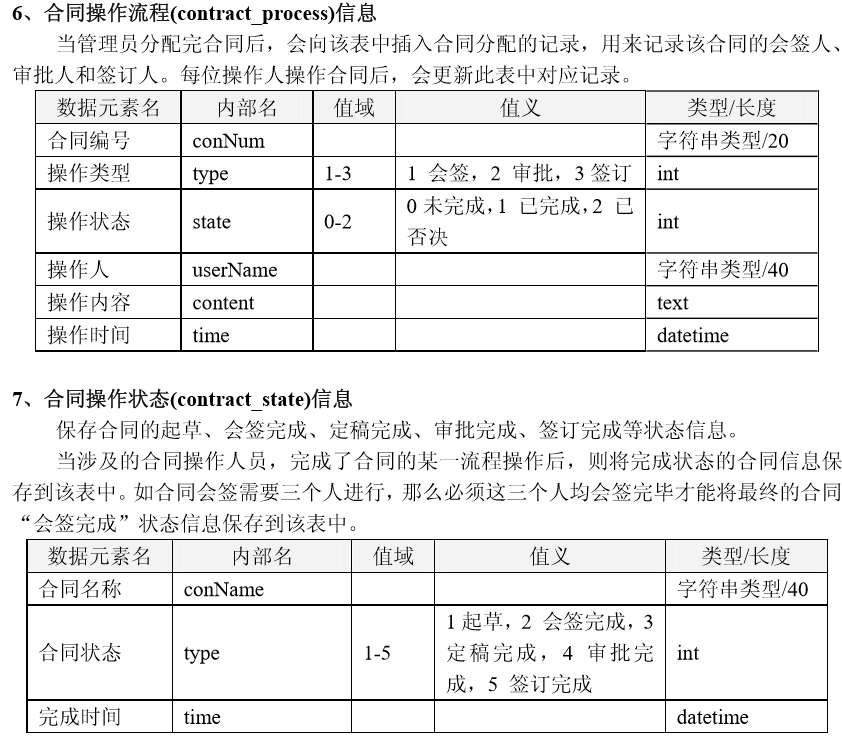 6、合同操作流程(contract_process)信息
当管理员分配完合同后，会向该表中插入合同分配的记录，用来记录该合同的会签人、
审批人和签订人。每位操作人操作合同后，会更新此表中对应记录。
数据元素名 内部名 值域 值义 类型/长度
合同编号 conNum 字符串类型/20
操作类型 type 1-3 1 会签，2 审批，3 签订 int
操作状态 state 0-2 0 未完成，1 已完成，2 已
否决 int
操作人 userName 字符串类型/40
操作内容 content text
操作时间 time datetime
7、合同操作状态(contract_state)信息
保存合同的起草、会签完成、定稿完成、审批完成、签订完成等状态信息。
当涉及的合同操作人员，完成了合同的某一流程操作后，则将完成状态的合同信息保
存到该表中。如合同会签需要三个人进行，那么必须这三个人均会签完毕才能将最终的合同
“会签完成”状态信息保存到该表中。
数据元素名 内部名 值域 值义 类型/长度
合同名称 conName 字符串类型/40
合同状态 type 1-5 1 起草，2 会签完成，3
定稿完成，4 审批完
成，5 签订完成 int
完成时间 time datetime